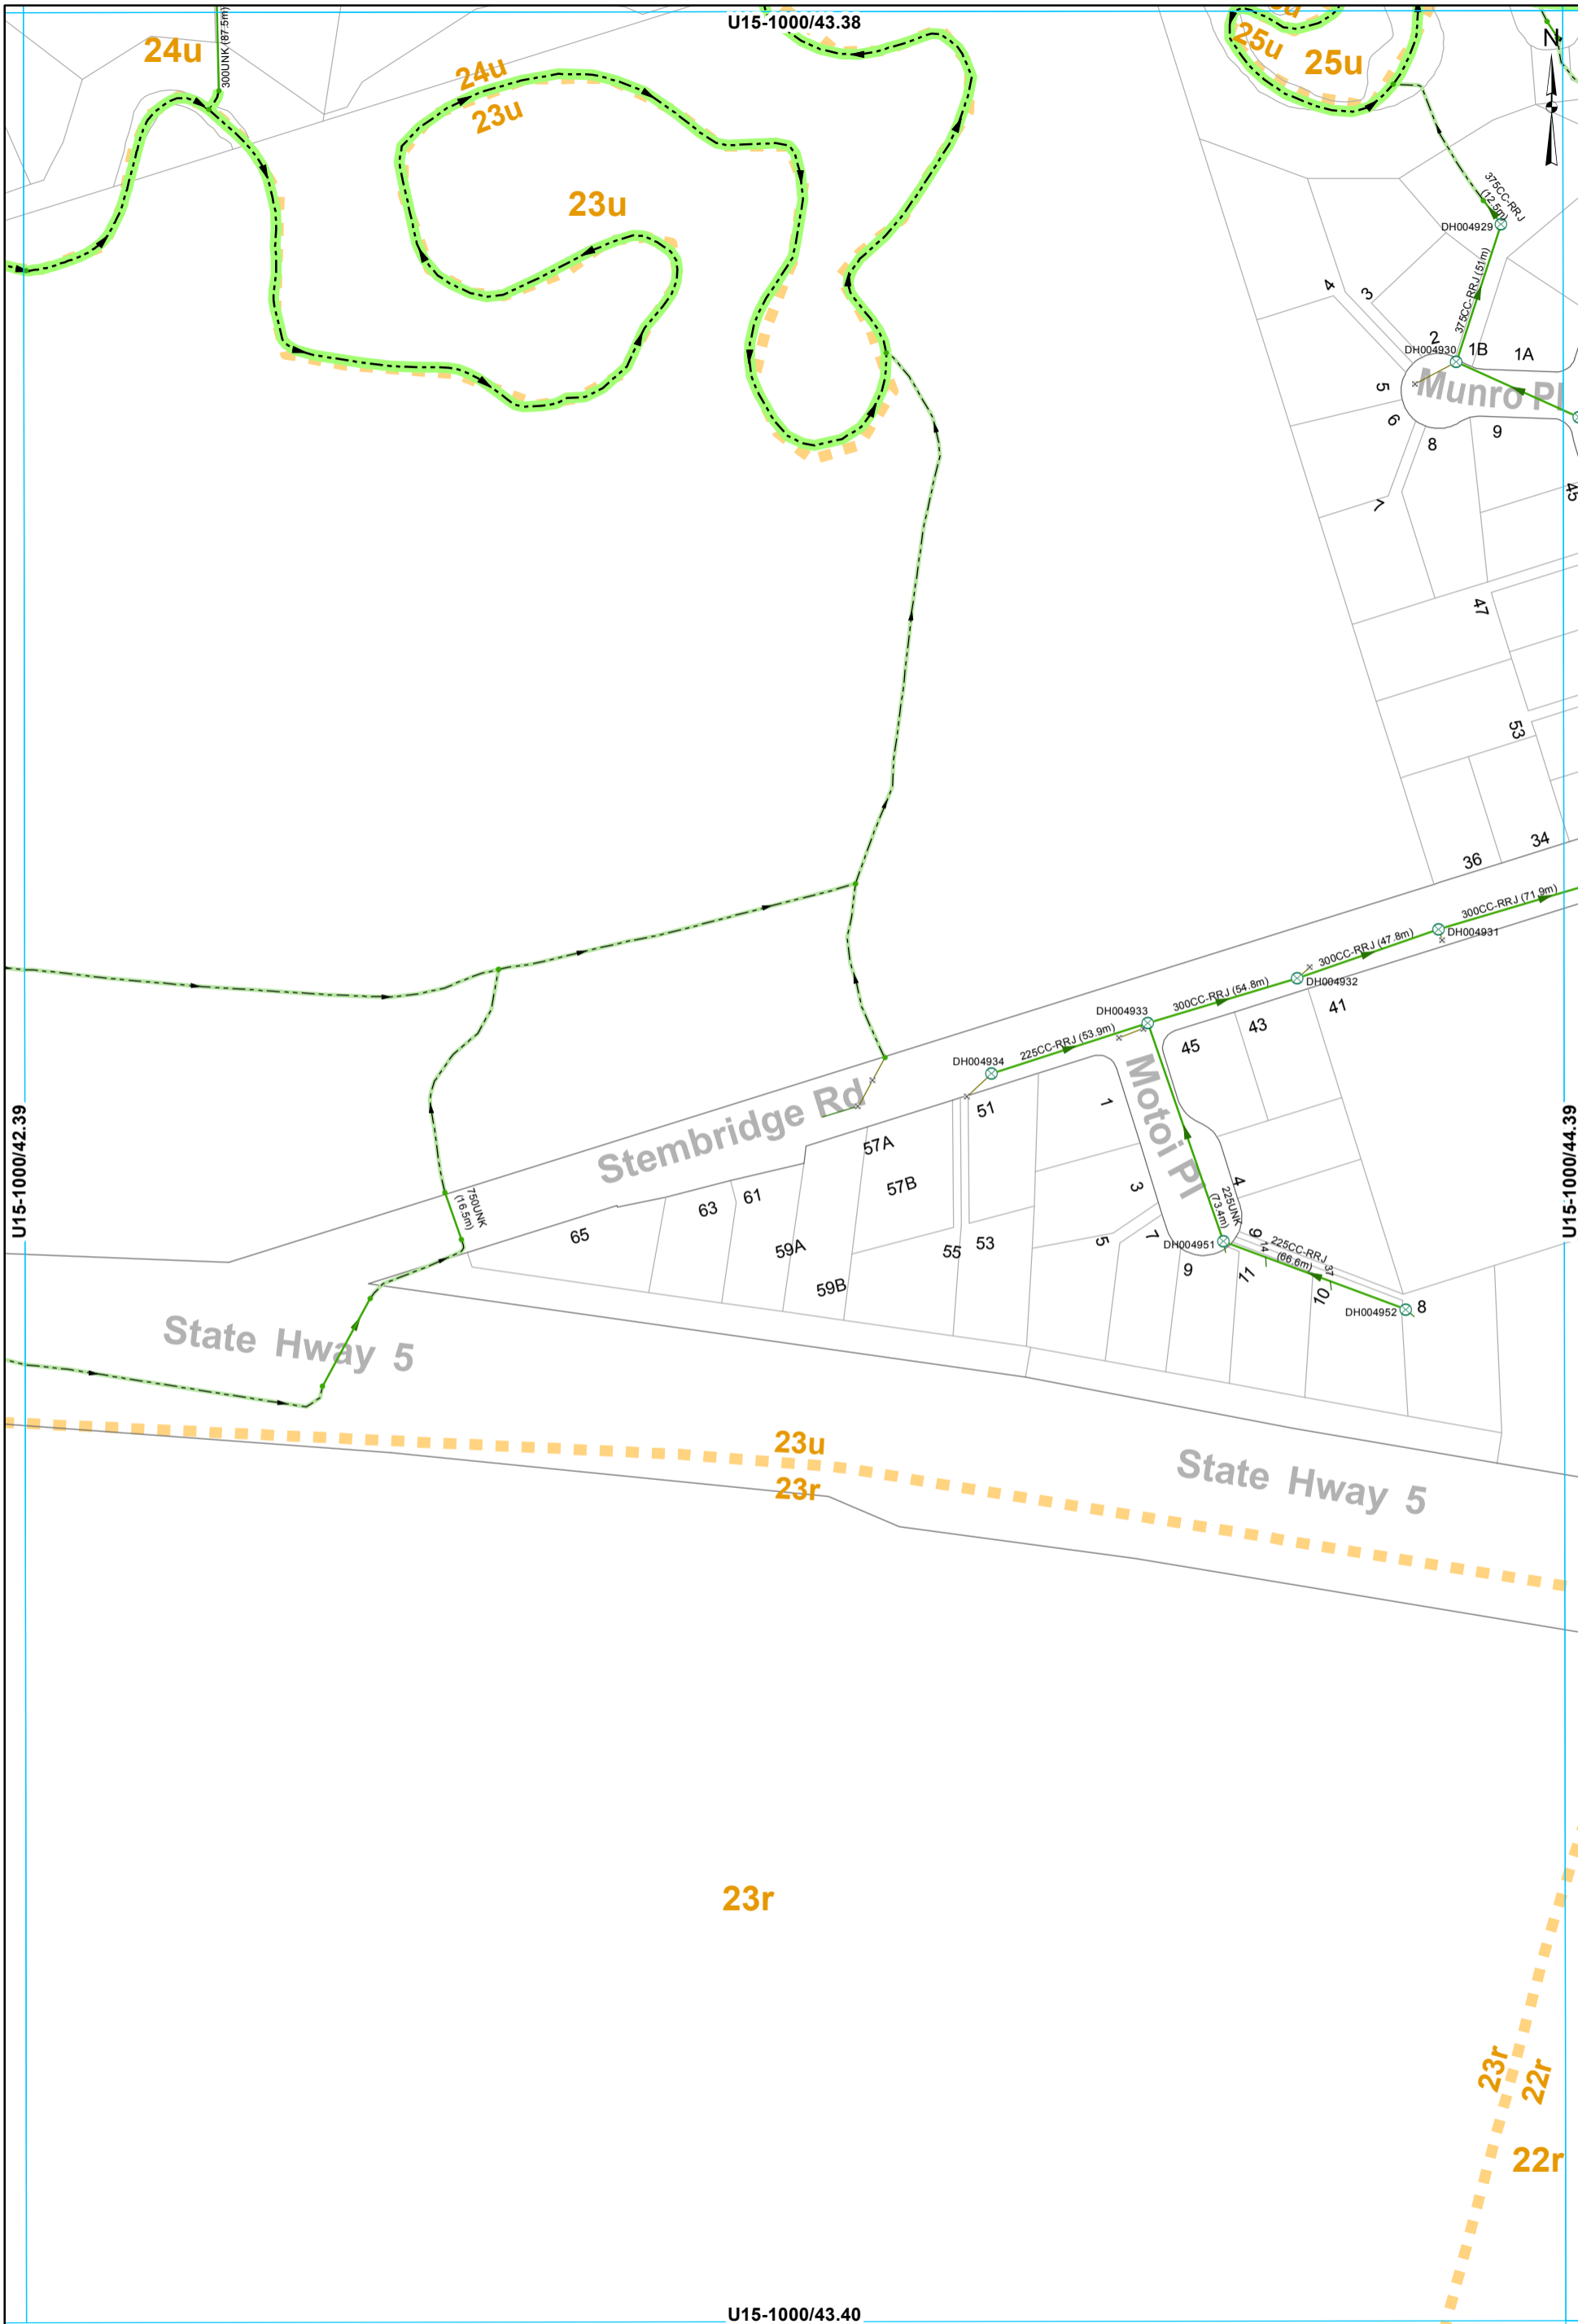 U15-1000/43.38
24u
300UNK (87.5m)
24u
23u
23u
25u
25u
N
375CC-RRJ
(12.5m)
DH004929
375CC-RRJ (51m)
4
3
2
DH004930
1B
1A
Munro Pl
5
6
8
9
7
45
47
53
36
34
300CC-RRJ (71.9m)
DH004931
300CC-RRJ (47.8m)
DH004932
300CC-RRJ (54.8m)
DH004933
225CC-RRJ (53.9m)
DH004934
41
43
45
Motoi Pl
1
51
Stembridge Rd
57A
57B
U15-1000/42.39
U15-1000/44.39
750UNK
(16.5m)
63
61
65
59A
59B
55
53
3
5
7
4
225UNK
(73.4m)
DH004951
9
11
6
14
225CC-RRJ
(66.6m)
37
10
DH004952
8
State Hway 5
23u
23r
State Hway 5
23r
23r
22r
22r
U15-1000/43.40